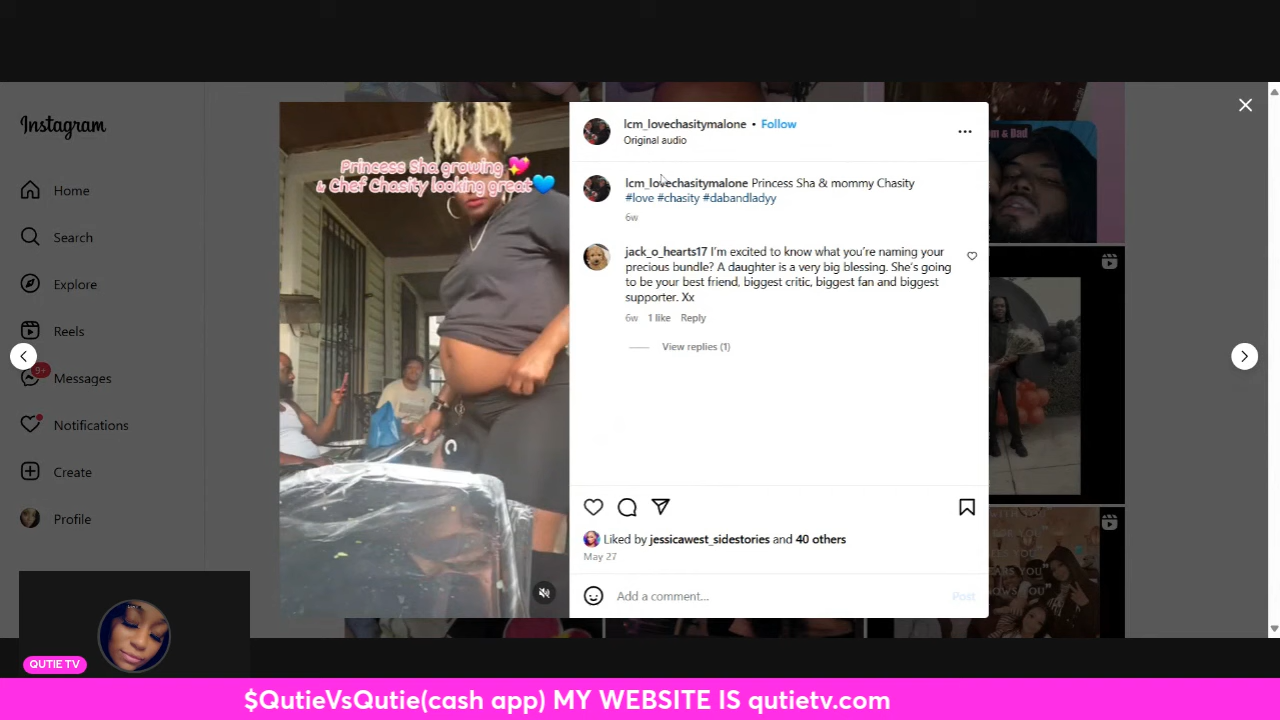 Instagram
Home
Search
Explore
Reels
9+
Messages
Notifications
Create
Profile
Princess Sha growing 💖
& Chef Chasity looking great 💙
lcm_lovechasitymalone • Follow
Original audio
lcm_lovechasitymalone Princess Sha & mommy Chasity
#love #chasity #dabandladyy
6w
jack_o_hearts17 I'm excited to know what you're naming your
precious bundle? A daughter is a very big blessing. She's going
to be your best friend, biggest critic, biggest fan and biggest
supporter. Xx
6w 1 like Reply
View replies (1)
Liked by jessicawest_sidestories and 40 others
May 27
Add a comment...
Post
QUTIE TV
$QutieVsQutie(cash app) MY WEBSITE IS qutietv.com